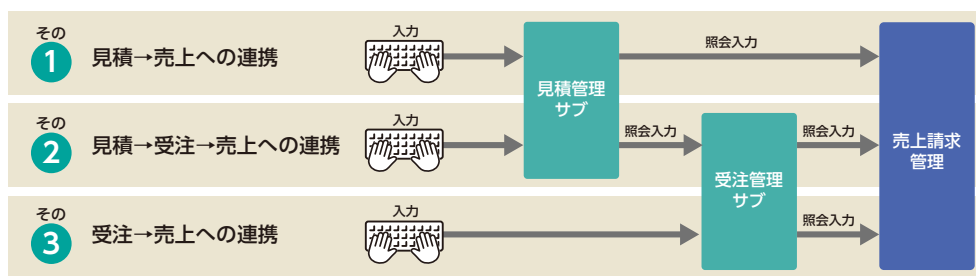 その
1
見積→売上への連携
入力
照会入力
見積管理
サブ
その
2
見積→受注→売上への連携
入力
照会入力
照会入力
受注管理
サブ
売上請求
管理
その
3
受注→売上への連携
入力
照会入力